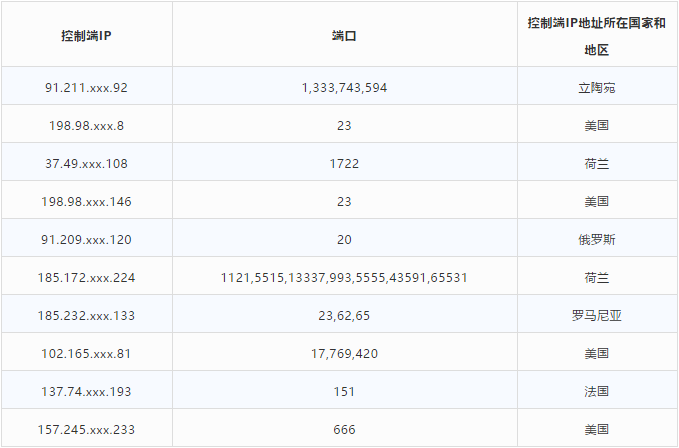 控制端IP 端口 控制端IP地址所在国家和
地区
91.211.xxx.92 1,333,743,594 立陶宛
198.98.xxx.8 23 美国
37.49.xxx.108 1722 荷兰
198.98.xxx.146 23 美国
91.209.xxx.120 20 俄罗斯
185.172.xxx.224 1121,5515,13337,993,5555,43591,65531 荷兰
185.232.xxx.133 23,62,65 罗马尼亚
102.165.xxx.81 17,769,420 美国
137.74.xxx.193 151 法国
157.245.xxx.233 666 美国